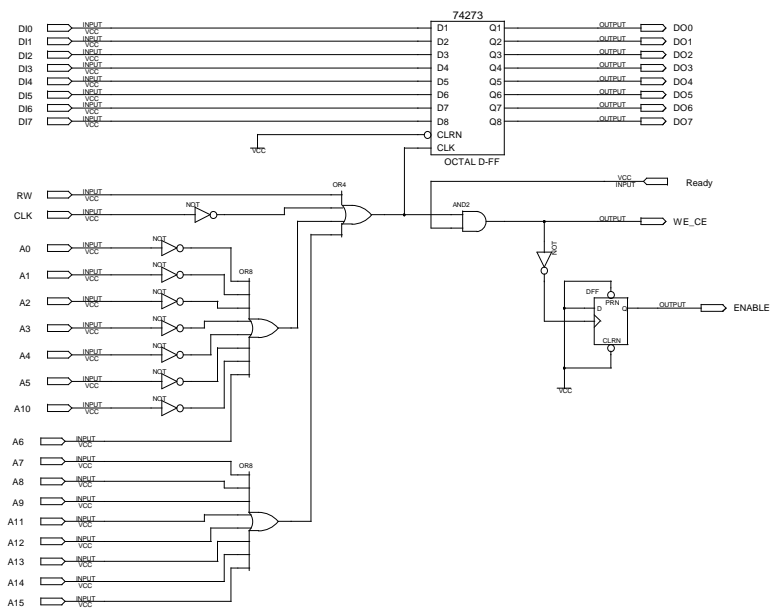 74273
DI0 INPUT VCC D1 Q1 OUTPUT DO0
DI1 INPUT VCC D2 Q2 OUTPUT DO1
DI2 INPUT VCC D3 Q3 OUTPUT DO2
DI3 INPUT VCC D4 Q4 OUTPUT DO3
DI4 INPUT VCC D5 Q5 OUTPUT DO4
DI5 INPUT VCC D6 Q6 OUTPUT DO5
DI6 INPUT VCC D7 Q7 OUTPUT DO6
DI7 INPUT VCC D8 Q8 OUTPUT DO7
CLRN
VCC
CLK
OCTAL D-FF
VCC INPUT Ready
RW INPUT VCC
OR4
CLK INPUT VCC NOT
AND2
OUTPUT WE_CE
A0 INPUT VCC NOT
NOT
A1 INPUT VCC NOT
OR8
A2 INPUT VCC NOT
DFF
PRN
D Q OUTPUT ENABLE
CLRN
VCC
A3 INPUT VCC NOT
A4 INPUT VCC NOT
A5 INPUT VCC NOT
A10 INPUT VCC NOT
A6 INPUT VCC
A7 INPUT VCC
OR8
A8 INPUT VCC
A9 INPUT VCC
A11 INPUT VCC
A12 INPUT VCC
A13 INPUT VCC
A14 INPUT VCC
A15 INPUT VCC